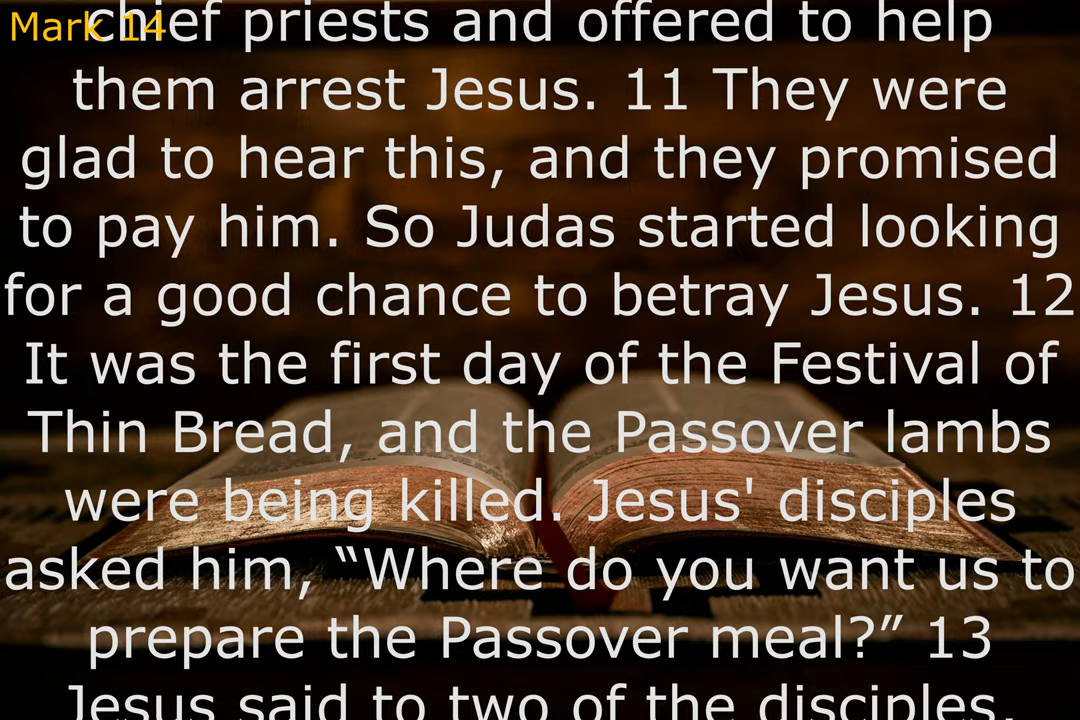 Mark 14
chief priests and offered to help
them arrest Jesus. 11 They were
glad to hear this, and they promised
to pay him. So Judas started looking
for a good chance to betray Jesus. 12
It was the first day of the Festival of
Thin Bread, and the Passover lambs
were being killed. Jesus' disciples
asked him, “Where do you want us to
prepare the Passover meal?” 13
Jesus said to two of the disciples,